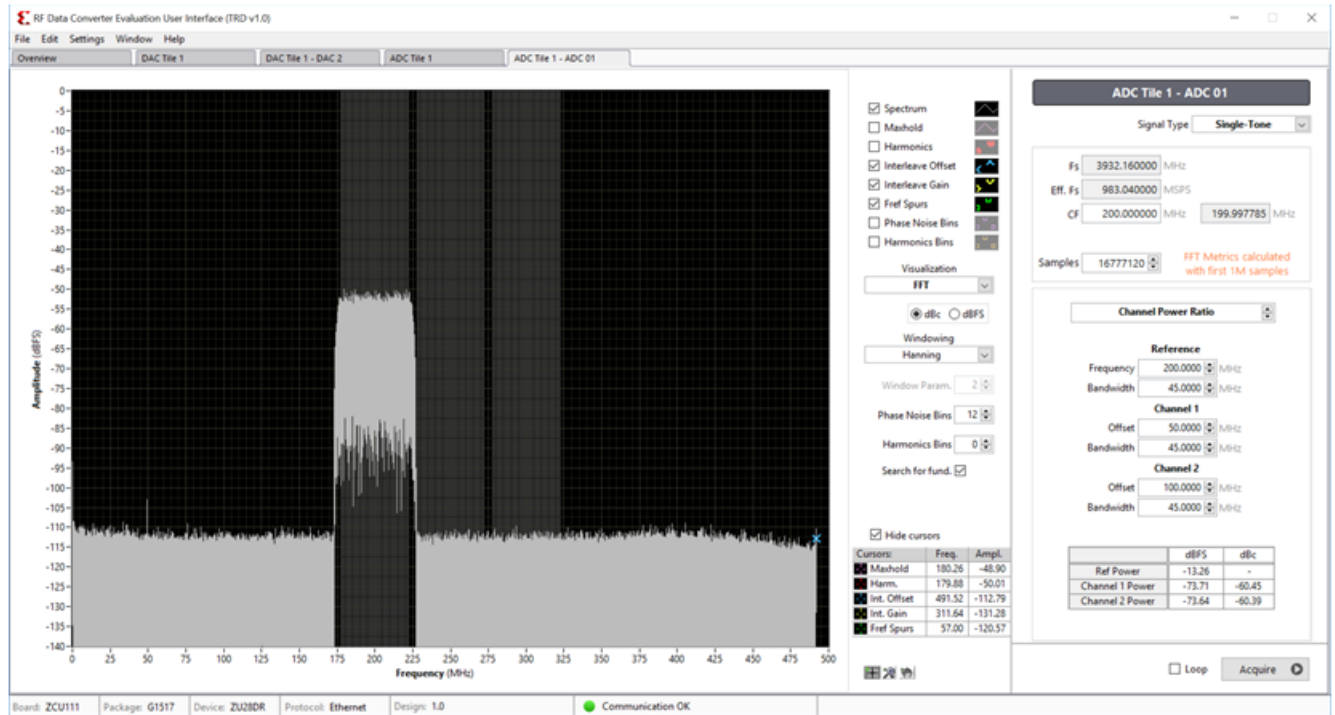 RF Data Converter Evaluation User Interface (TRD v1.0)
File Edit Settings Window Help
Overview DAC Tile 1 DAC Tile 1 - DAC 2 ADC Tile 1 ADC Tile 1 - ADC 01
0
-5
-10
-15
-20
-25
-30
-35
-40
-45
-50
-55
-60
-65
-70
-75
-80
-85
-90
-95
-100
-105
-110
-115
-120
-125
-130
-135
-140
Amplitude (dBFS)
0 25 50 75 100 125 150 175 200 225 250 275 300 325 350 375 400 425 450 475 500
Frequency (MHz)
Spectrum
Maxhold
Harmonics
Interleave Offset
Interleave Gain
Fref Spurs
Phase Noise Bins
Harmonics Bins
Visualization
FFT
dBc dBFS
Windowing
Hanning
Window Param. 2
Phase Noise Bins 12
Harmonics Bins 0
Search for fund.
Hide cursors
Cursors: Freq. Ampl.
Maxhold 180.26 -48.90
Harm. 179.88 -50.01
Int. Offset 491.52 -112.79
Int. Gain 311.64 -131.28
Fref Spurs 57.00 -120.57
ADC Tile 1 - ADC 01
Signal Type Single-Tone
Fs 3932.160000 MHz
Eff. Fs 983.040000 MSPS
CF 200.000000 MHz 199.997785 MHz
Samples 16777120 FFT Metrics calculated
with first 1M samples
Channel Power Ratio
Reference
Frequency 200.0000 MHz
Bandwidth 45.0000 MHz
Channel 1
Offset 50.0000 MHz
Bandwidth 45.0000 MHz
Channel 2
Offset 100.0000 MHz
Bandwidth 45.0000 MHz
dBFS dBc
Ref Power -13.26 -
Channel 1 Power -73.71 -60.45
Channel 2 Power -73.64 -60.39
Loop Acquire
Board: ZCU111 Package: G1517 Device: ZU28DR Protocol: Ethernet Design: 1.0 Communication OK